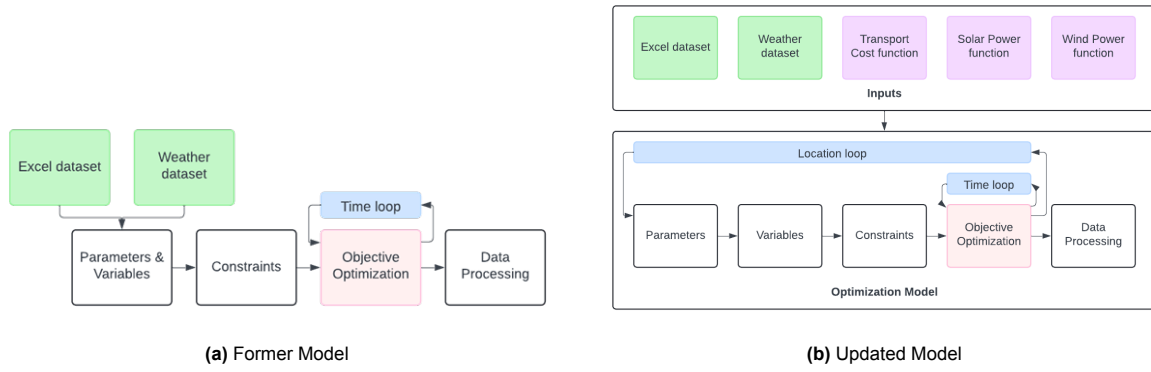 Excel dataset
Weather
dataset
Time loop
Parameters &
Variables
Constraints
Objective
Optimization
Data
Processing
(a) Former Model
Excel dataset
Weather
dataset
Transport
Cost function
Solar Power
function
Wind Power
function
Inputs
Location loop
Time loop
Parameters
Variables
Constraints
Objective
Optimization
Data
Processing
Optimization Model
(b) Updated Model